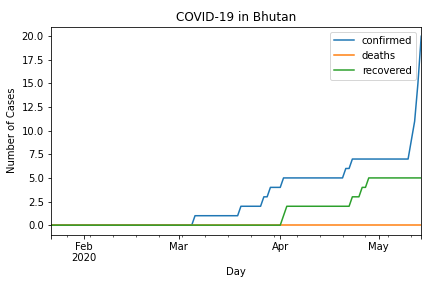 COVID-19 in Bhutan
confirmed
deaths
recovered
Number of Cases
20.0
17.5
15.0
12.5
10.0
7.5
5.0
2.5
0.0
Feb
2020
Mar
Apr
May
Day